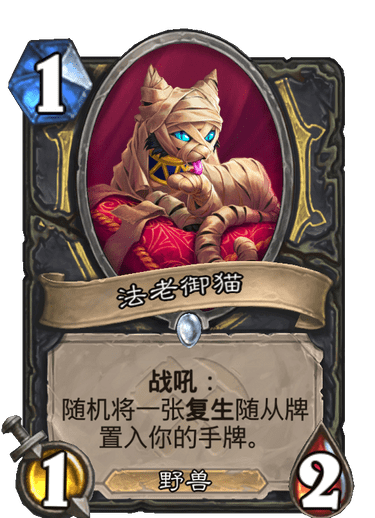 1
法老御猫
战吼：
随机将一张复生随从牌
置入你的手牌。
野兽
1
2